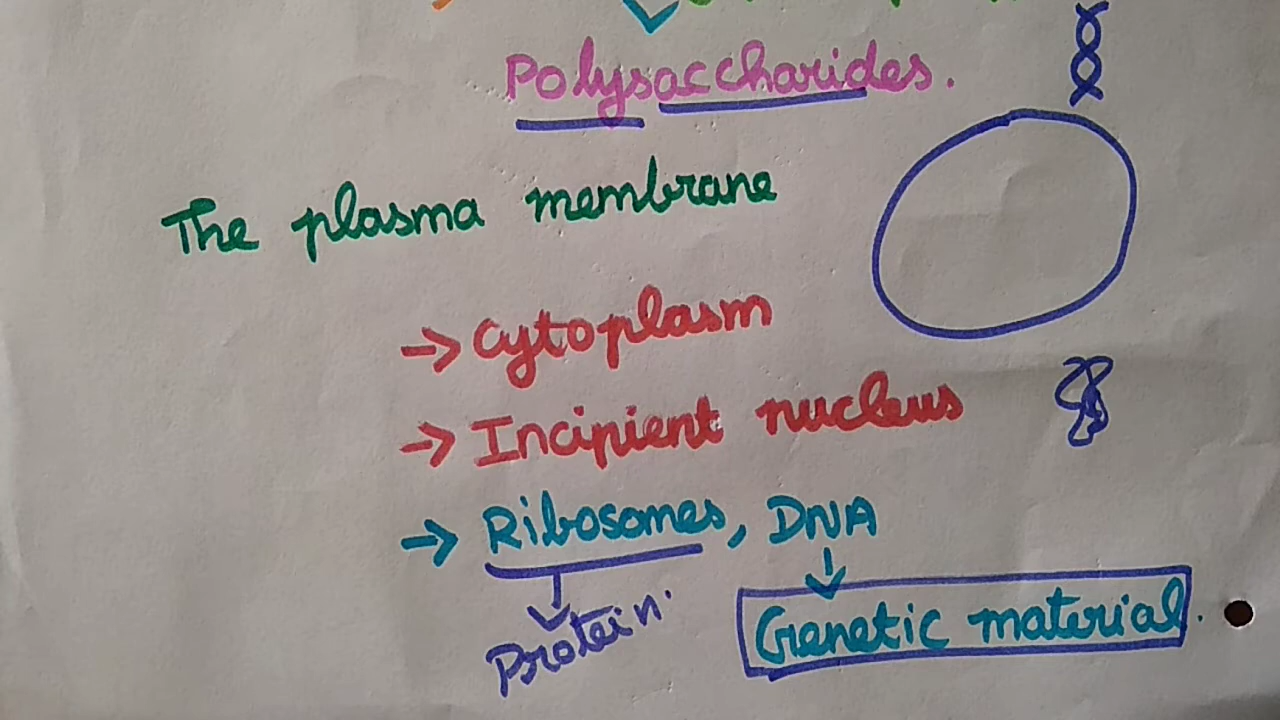 Polysaccharides.
The plasma membrane
→ Cytoplasm
→ Incipient nucleus
→ Ribosomes, DNA
Protein.
Genetic material.